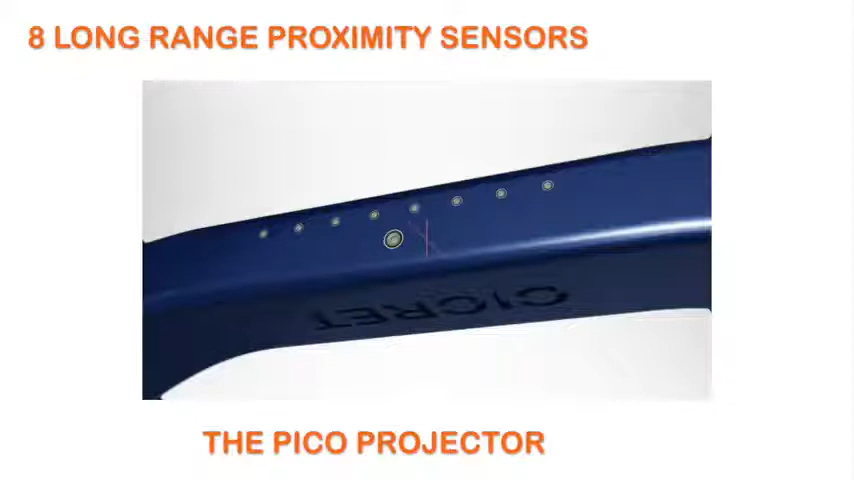 8 LONG RANGE PROXIMITY SENSORS
CICRET
THE PICO PROJECTOR